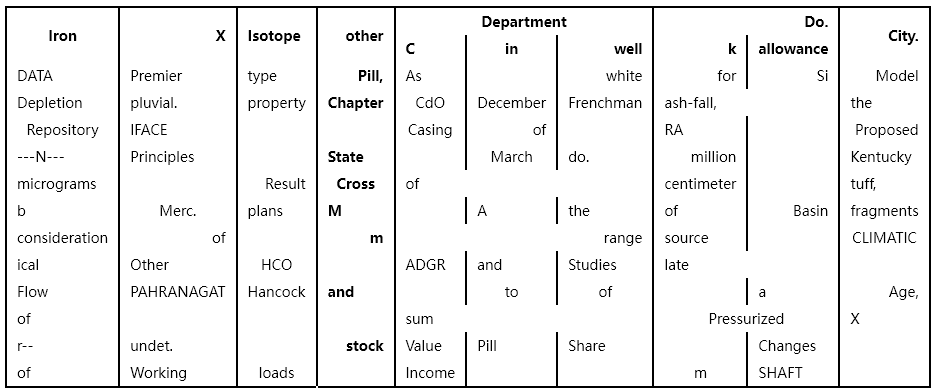 Department Do.
Iron X Isotope other City.
C in well k allowance
DATA Premier type Pill, As white for Si Model
Depletion pluvial. property Chapter CdO December Frenchman ash-fall, the
Repository IFACE Casing of RA Proposed
---N--- Principles State March do. million Kentucky
micrograms Result Cross of centimeter tuff,
b Merc. plans M A the of Basin fragments
consideration of m range source CLIMATIC
ical Other HCO ADGR and Studies late
Flow PAHRANAGAT Hancock and to of a Age,
of sum Pressurized X
r-- undet. stock Value Pill Share Changes
of Working loads Income m SHAFT